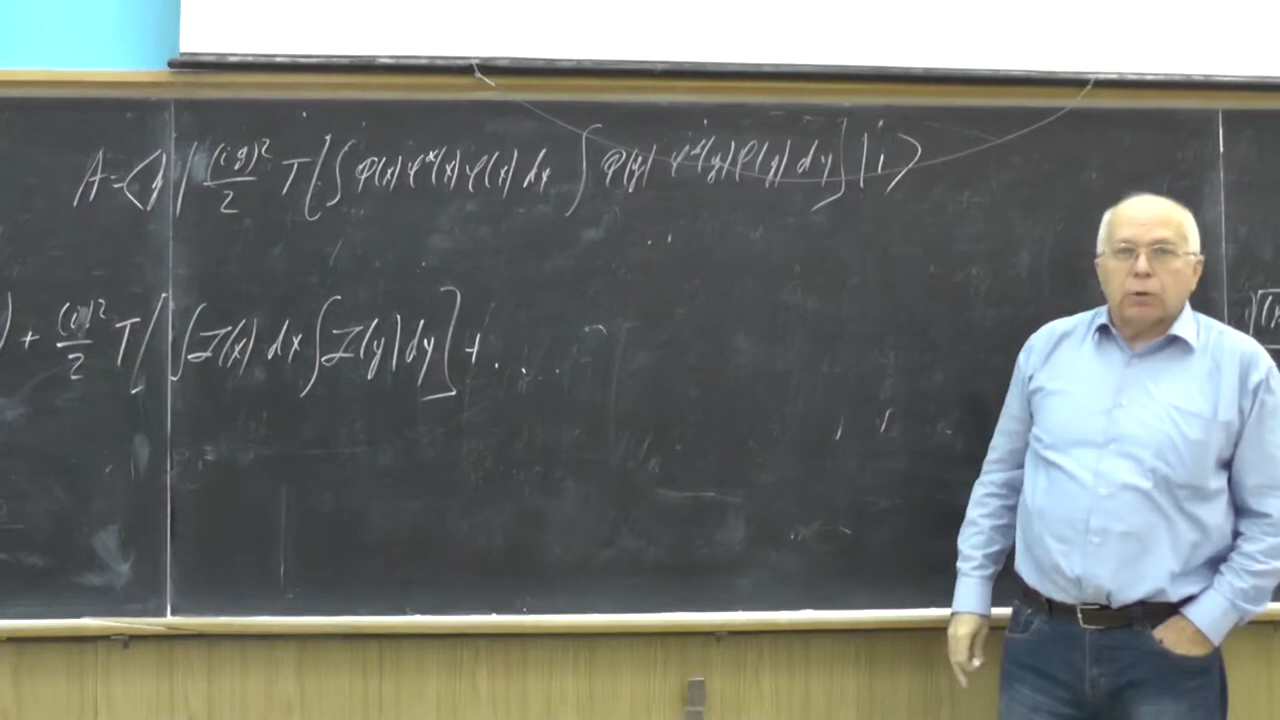 A = ⟨f| (ig)²/2 T[∫φ(x)φ*(x)φ(x)dx ∫φ(y)φ*(y)φ(y)dy]|i⟩
) + (i)²/2 T[∫ℒ(x)dx∫ℒ(y)dy] + ...